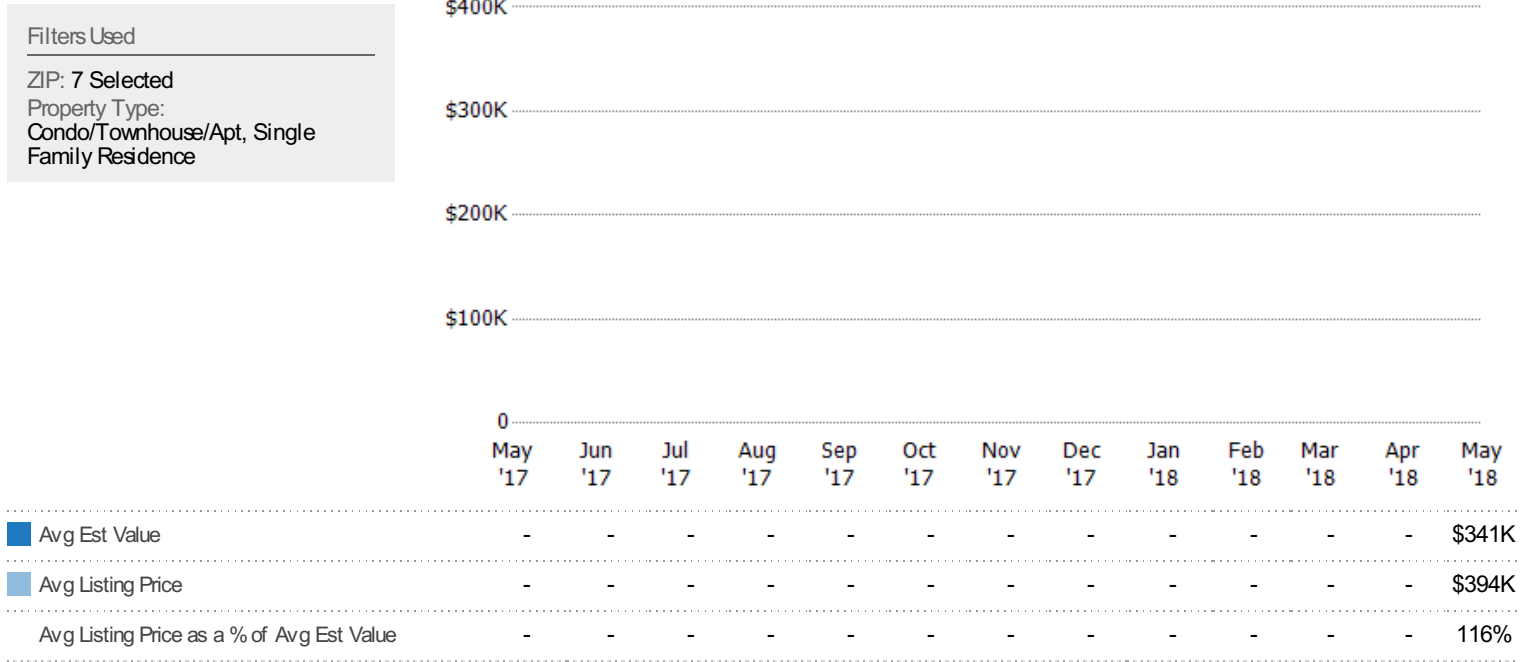 Filters Used
ZIP: 7 Selected
Property Type:
Condo/Townhouse/Apt, Single
Family Residence
$400K
$300K
$200K
$100K
0
May Jun Jul Aug Sep Oct Nov Dec Jan Feb Mar Apr May
'17 '17 '17 '17 '17 '17 '17 '17 '18 '18 '18 '18 '18
Avg Est Value - - - - - - - - - - - - $341K
Avg Listing Price - - - - - - - - - - - - $394K
Avg Listing Price as a % of Avg Est Value - - - - - - - - - - - - 116%